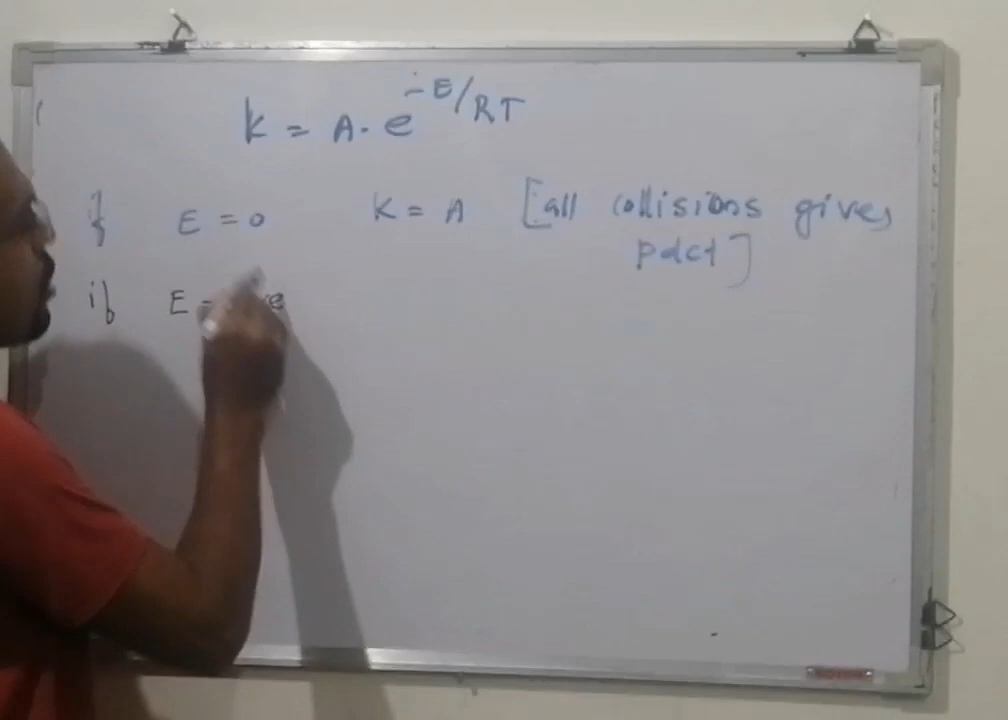 K = A . e^-E/RT
if E = 0 K = A [all collisions gives
pdct]
if E